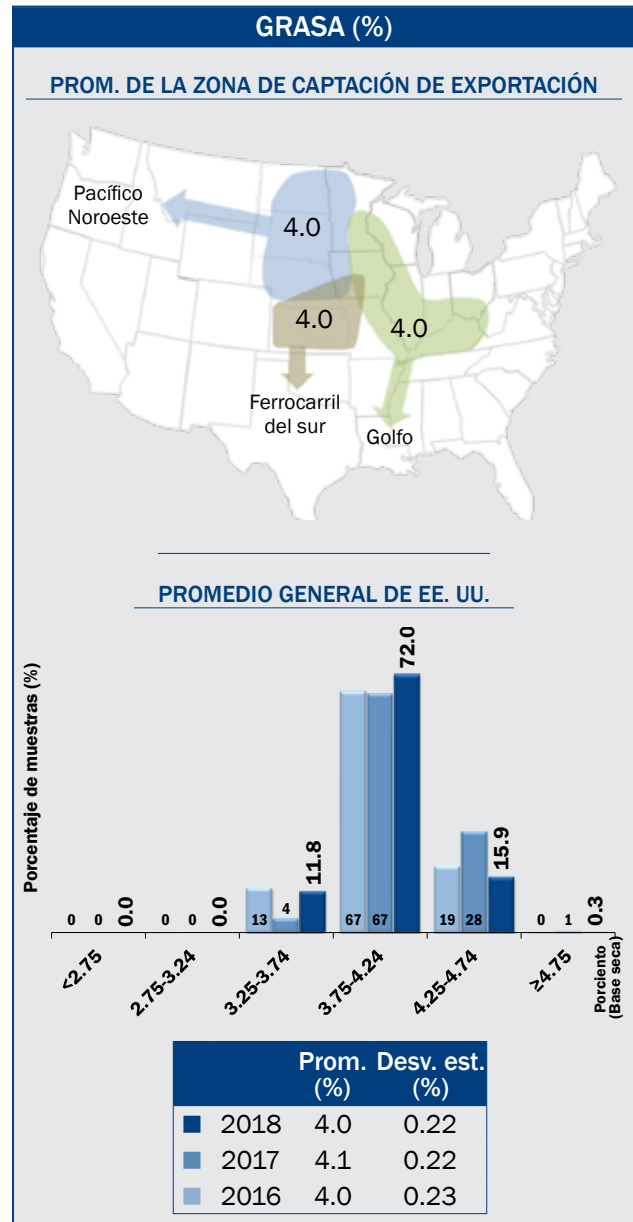 GRASA (%)
PROM. DE LA ZONA DE CAPTACIÓN DE EXPORTACIÓN
Pacífico
Noroeste
4.0
4.0
4.0
Ferrocarril
del sur
Golfo
PROMEDIO GENERAL DE EE. UU.
Porcentaje de muestras (%)
0 0 0.0
0 0 0.0
13 4 11.8
67 67 72.0
19 28 15.9
0 1 0.3
<2.75 2.75-3.24 3.25-3.74 3.75-4.24 4.25-4.74 ≥4.75
Porciento
(Base seca)
Prom. Desv. est.
(%) (%)
2018 4.0 0.22
2017 4.1 0.22
2016 4.0 0.23